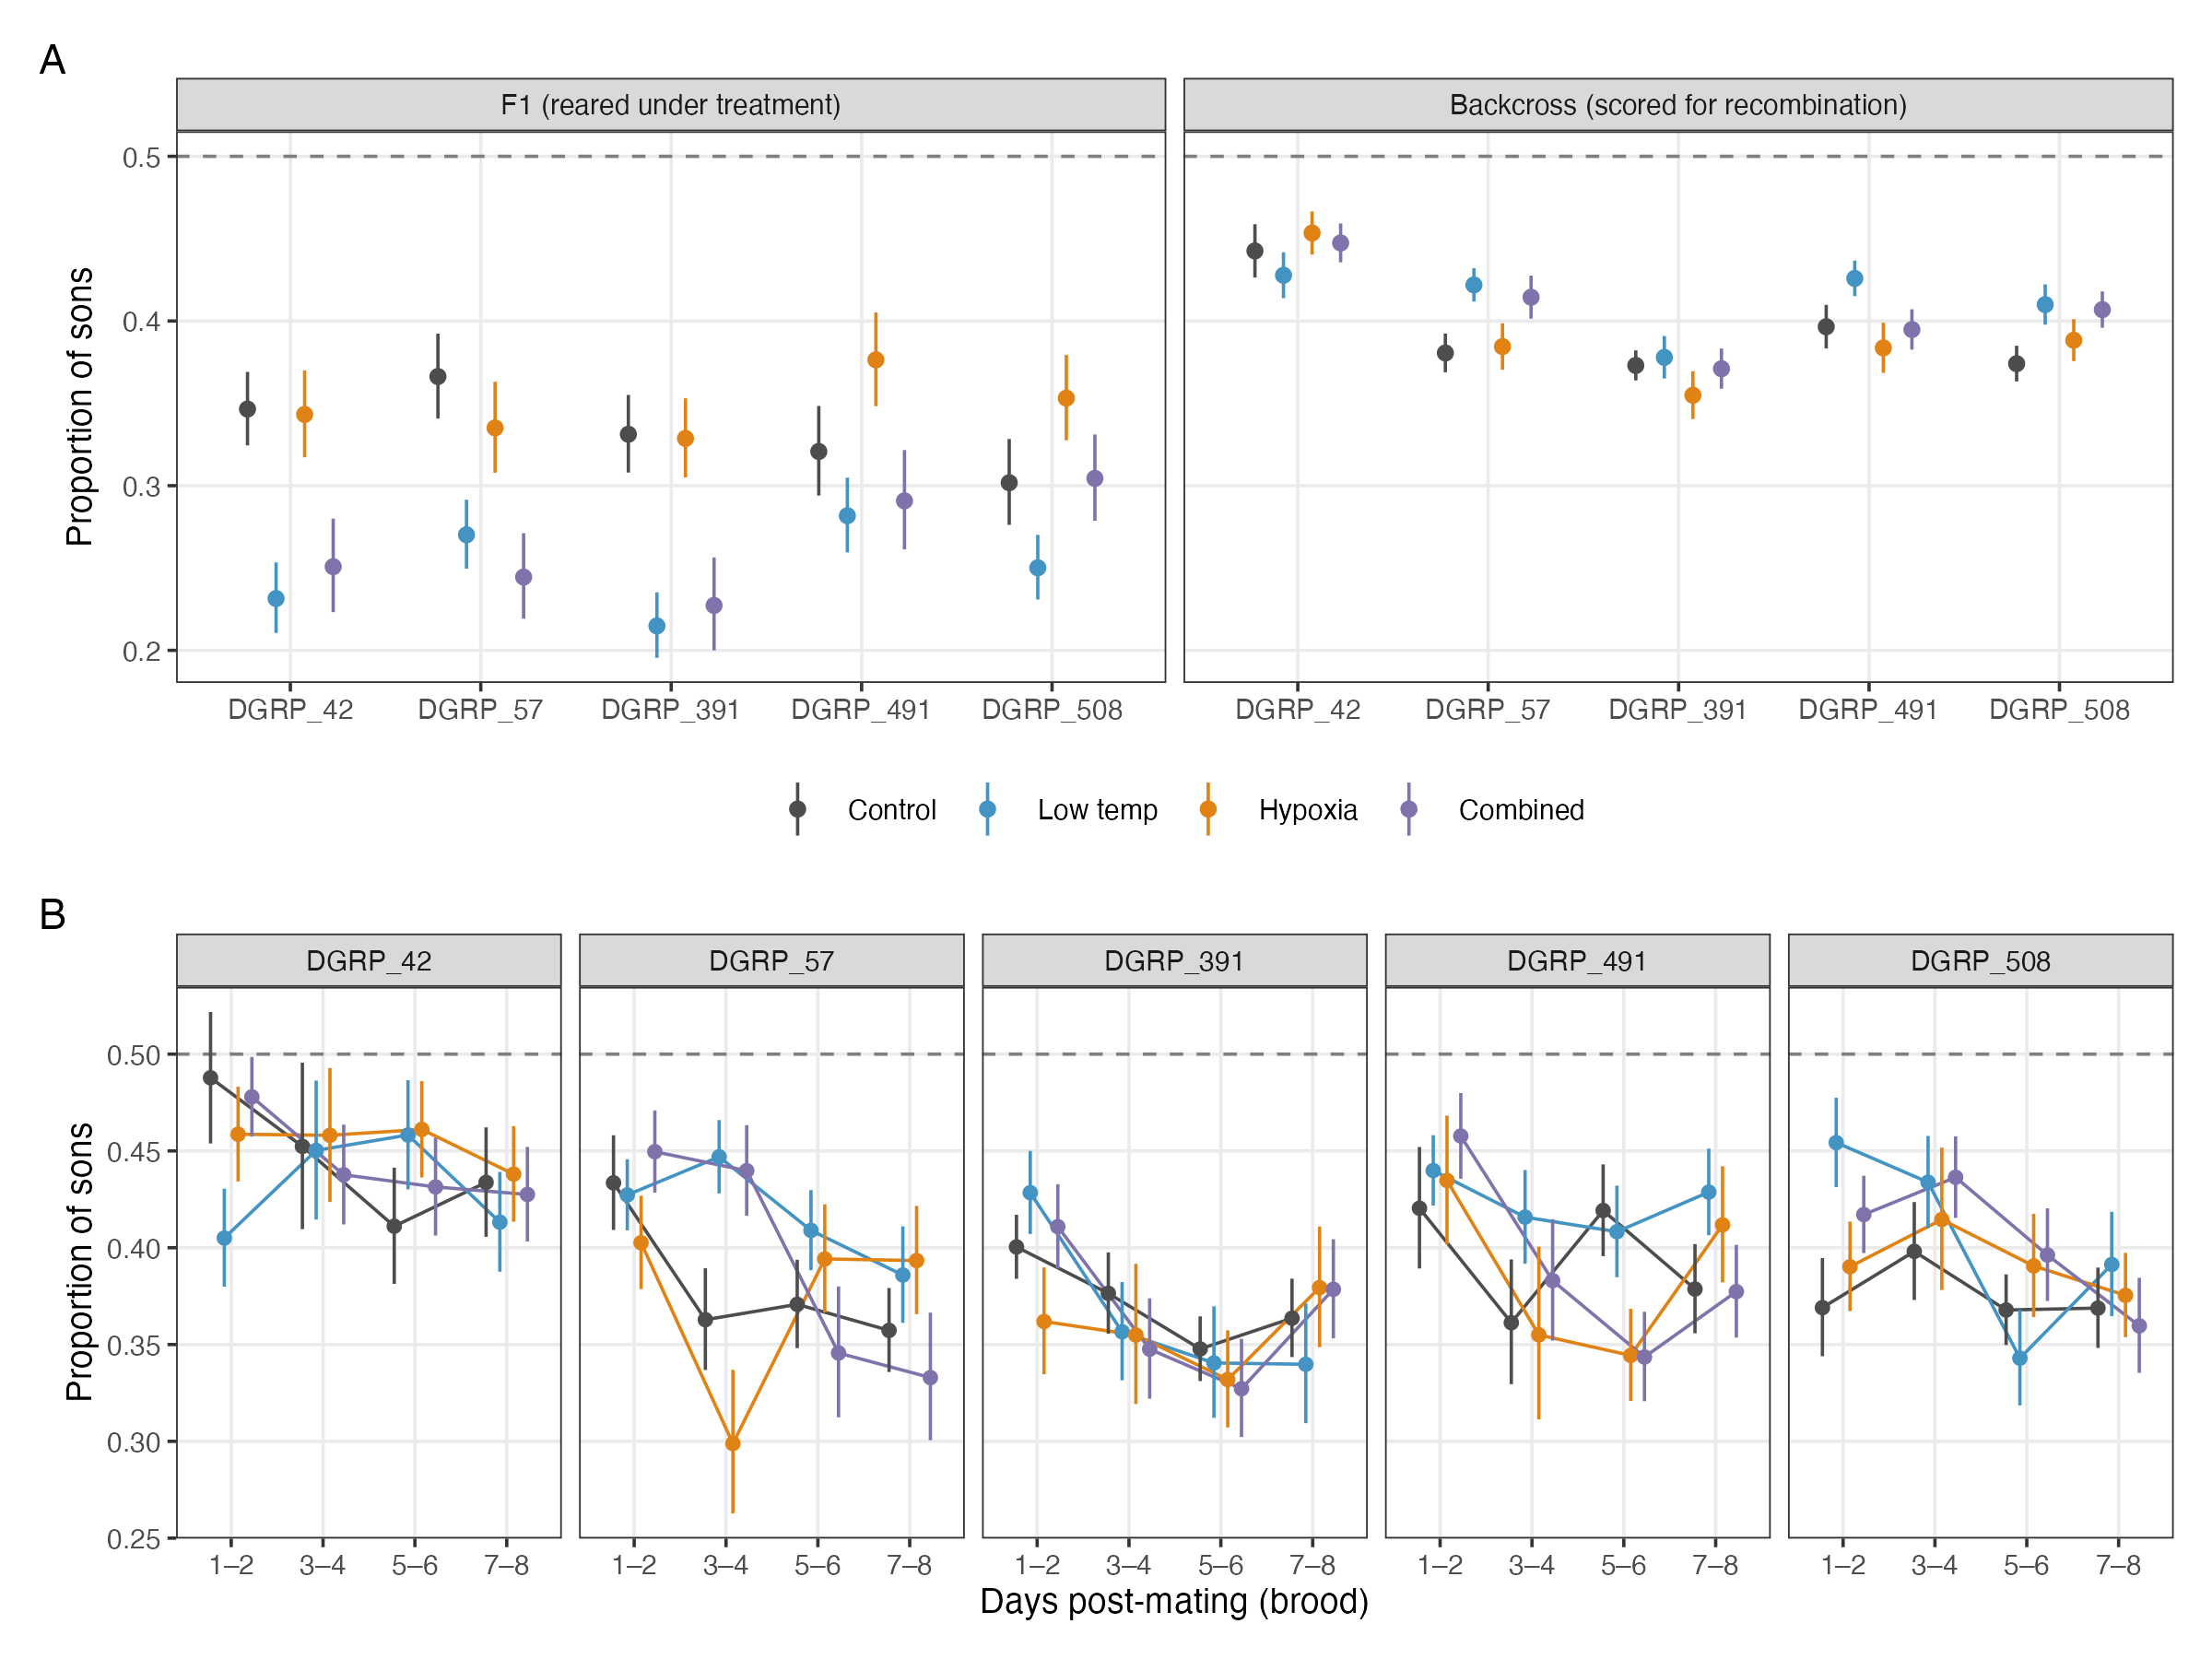 A
F1 (reared under treatment)
Backcross (scored for recombination)
Proportion of sons
0.5
0.4
0.3
0.2
DGRP_42 DGRP_57 DGRP_391 DGRP_491 DGRP_508
DGRP_42 DGRP_57 DGRP_391 DGRP_491 DGRP_508
Control Low temp Hypoxia Combined
B
DGRP_42 DGRP_57 DGRP_391 DGRP_491 DGRP_508
Proportion of sons
0.50
0.45
0.40
0.35
0.30
0.25
1–2 3–4 5–6 7–8
1–2 3–4 5–6 7–8
1–2 3–4 5–6 7–8
1–2 3–4 5–6 7–8
1–2 3–4 5–6 7–8
Days post-mating (brood)